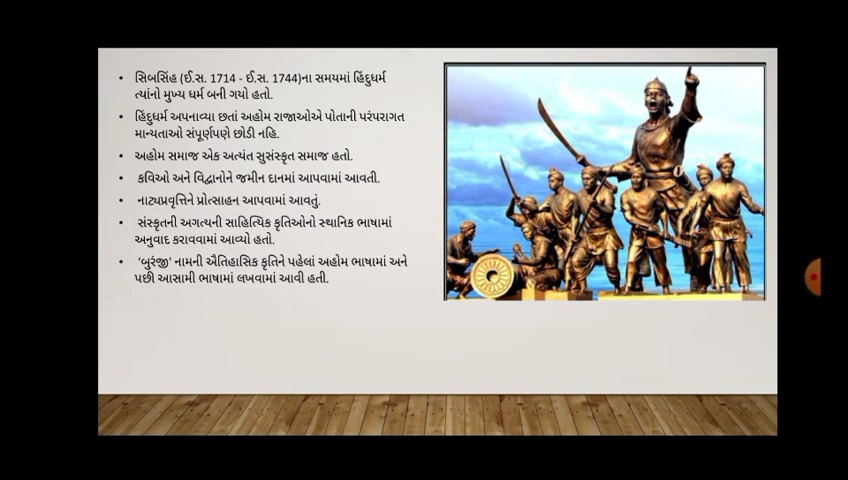 • સિબસિંહ (ઈ.સ. 1714 - ઈ.સ. 1744)ના સમયમાં હિંદુધર્મ
ત્યાંનો મુખ્ય ધર્મ બની ગયો હતો.
• હિંદુધર્મ અપનાવ્યા છતાં અહોમ રાજાઓએ પોતાની પરંપરાગત
માન્યતાઓ સંપૂર્ણપણે છોડી નહિ.
• અહોમ સમાજ એક અત્યંત સુસંસ્કૃત સમાજ હતો.
• કવિઓ અને વિદ્વાનોને જમીન દાનમાં આપવામાં આવતી.
• નાટ્યપ્રવૃત્તિને પ્રોત્સાહન આપવામાં આવતું.
• સંસ્કૃતની અગત્યની સાહિત્યિક કૃતિઓનો સ્થાનિક ભાષામાં
અનુવાદ કરાવવામાં આવ્યો હતો.
• ‘બુરંજી' નામની ઐતિહાસિક કૃતિને પહેલાં અહોમ ભાષામાં અને
પછી આસામી ભાષામાં લખવામાં આવી હતી.